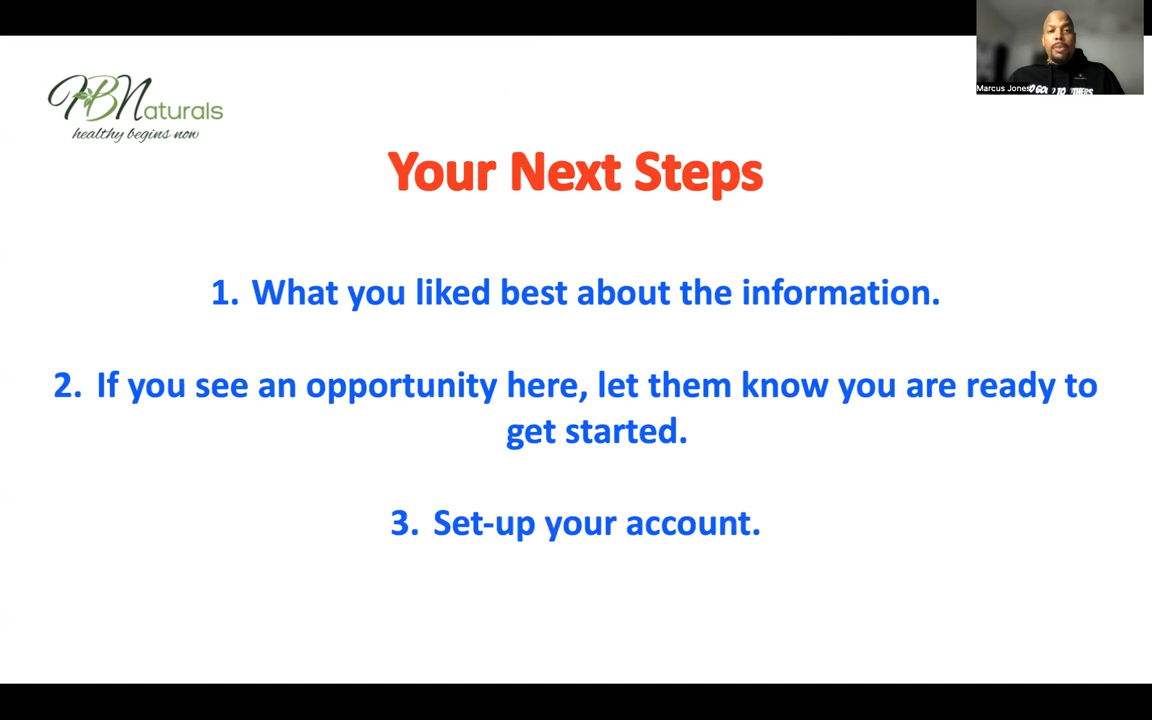 HBNaturals
healthy begins now
Marcus Jones
Your Next Steps
1. What you liked best about the information.
2. If you see an opportunity here, let them know you are ready to
get started.
3. Set-up your account.